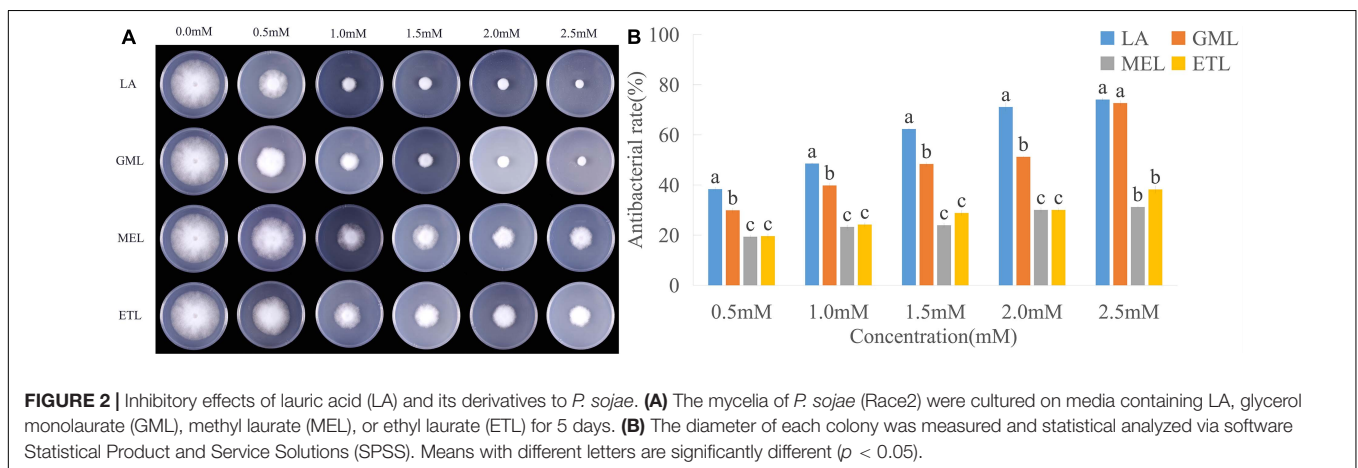 A
0.0mM 0.5mM 1.0mM 1.5mM 2.0mM 2.5mM
LA
GML
MEL
ETL
B
Antibacterial rate(%)
100
80
60
40
20
0
LA GML
MEL ETL
a b c c
a b c c
a b c c
a b c c
a a b b
0.5mM 1.0mM 1.5mM 2.0mM 2.5mM
Concentration(mM)
FIGURE 2 | Inhibitory effects of lauric acid (LA) and its derivatives to P. sojae. (A) The mycelia of P. sojae (Race2) were cultured on media containing LA, glycerol
monolaurate (GML), methyl laurate (MEL), or ethyl laurate (ETL) for 5 days. (B) The diameter of each colony was measured and statistical analyzed via software
Statistical Product and Service Solutions (SPSS). Means with different letters are significantly different (p < 0.05).